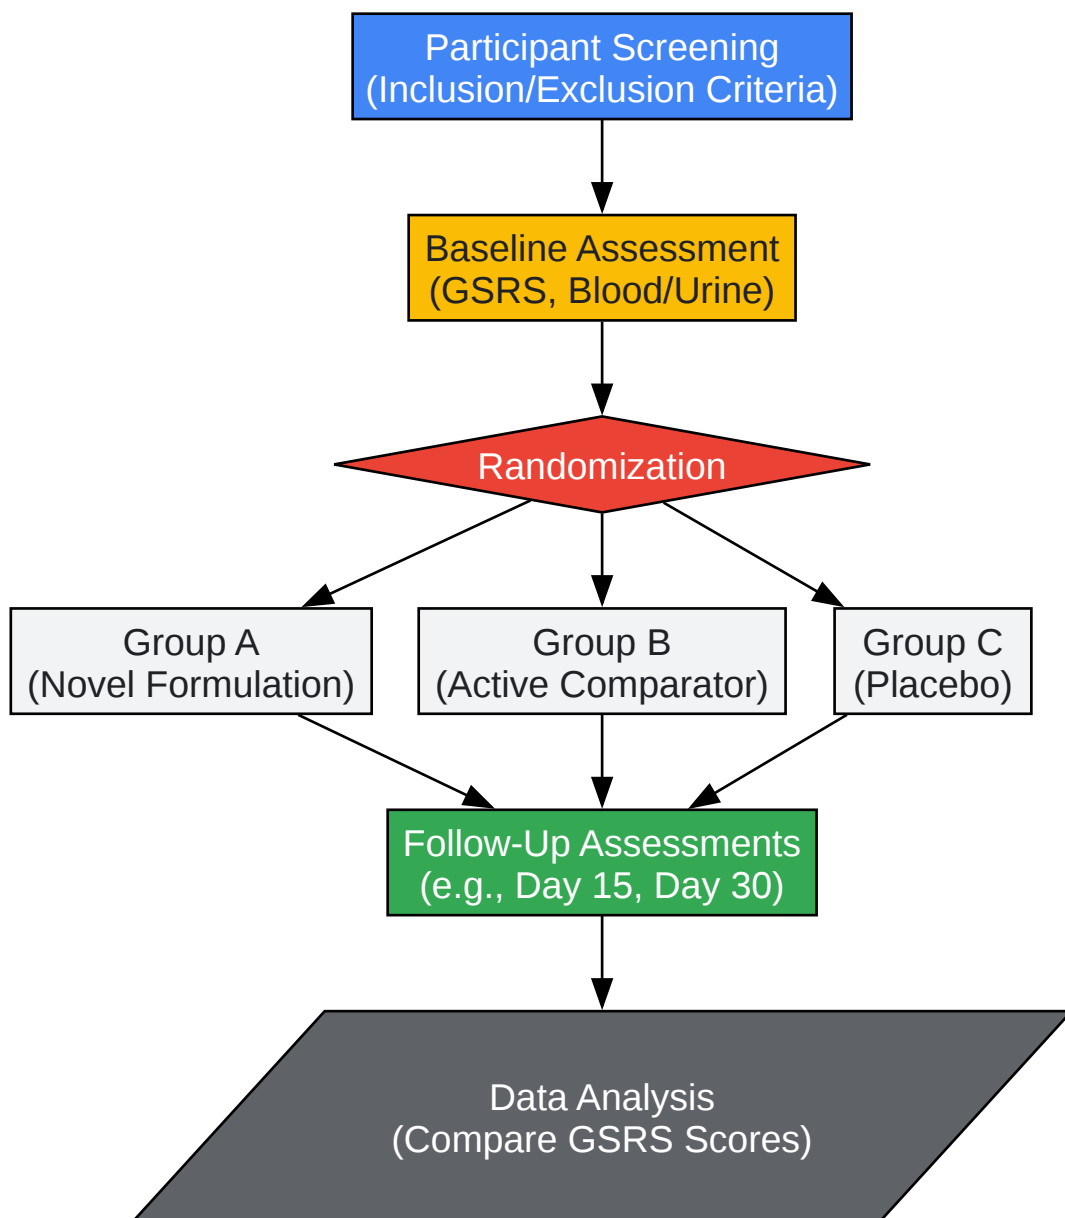 Participant Screening
(Inclusion/Exclusion Criteria)
Baseline Assessment
(GSRS, Blood/Urine)
Randomization
Group A
(Novel Formulation)
Group B
(Active Comparator)
Group C
(Placebo)
Follow-Up Assessments
(e.g., Day 15, Day 30)
Data Analysis
(Compare GSRS Scores)